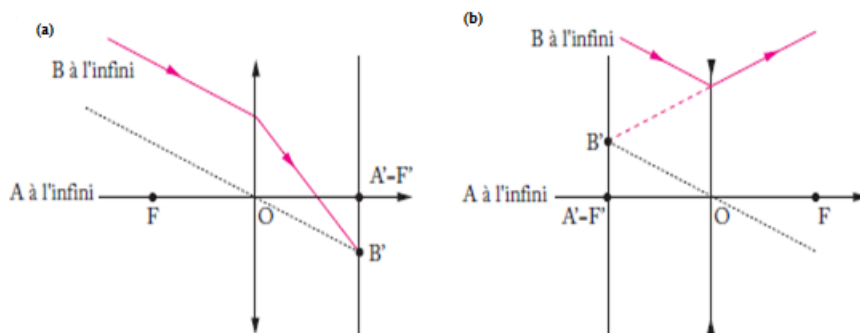 (a)
B à l'infini
A à l'infini
F
O
A'-F'
B'
(b)
B à l'infini
B'
A à l'infini
A'-F'
O
F